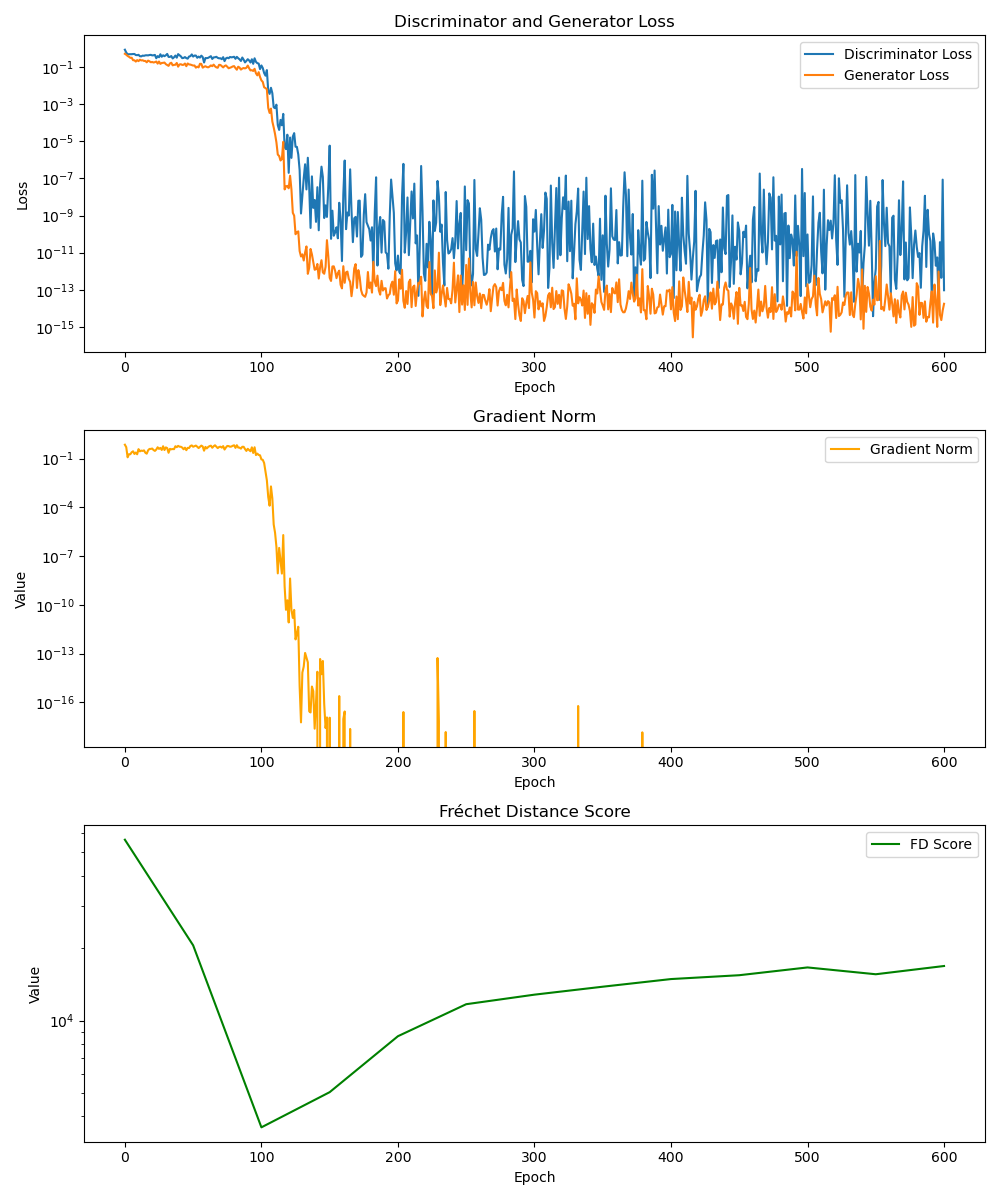 Discriminator and Generator Loss
Discriminator Loss
Generator Loss
10⁻¹
10⁻³
10⁻⁵
10⁻⁷
10⁻⁹
10⁻¹¹
10⁻¹³
10⁻¹⁵
Loss
0 100 200 300 400 500 600
Epoch
Gradient Norm
Gradient Norm
10⁻¹
10⁻⁴
10⁻⁷
10⁻¹⁰
10⁻¹³
10⁻¹⁶
Value
0 100 200 300 400 500 600
Epoch
Fréchet Distance Score
FD Score
10⁴
Value
0 100 200 300 400 500 600
Epoch